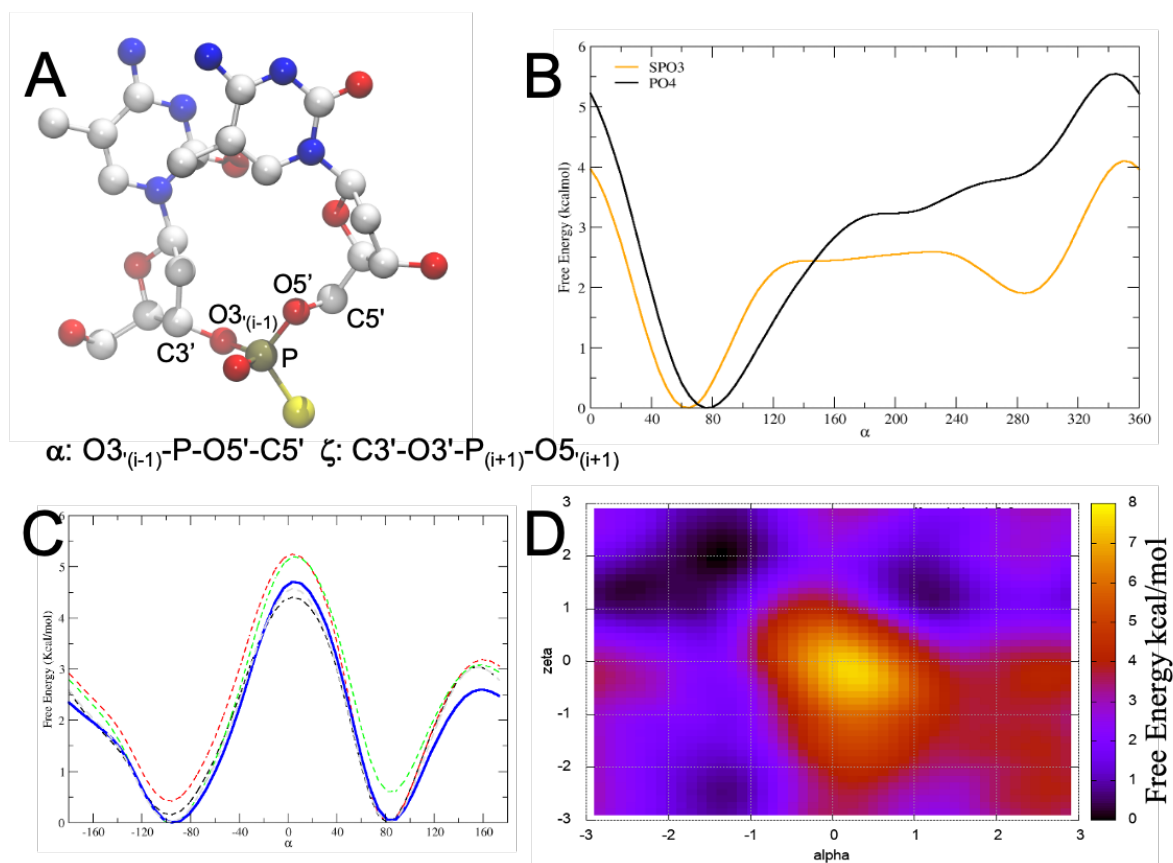 A
O5'
O3'(i-1)
C5'
C3'
P
α: O3'(i-1)-P-O5'-C5' ζ: C3'-O3'-P(i+1)-O5'(i+1)
B
SPO3
PO4
Free Energy (kcalmol)
6
5
4
3
2
1
0
0 40 80 120 160 200 240 280 320 360
α
C
Free Energy (Kcal/mol)
6
5
4
3
2
1
0
-160 -120 -80 -40 0 40 80 120 160
α
D
zeta
3
2
1
0
-1
-2
-3
-3 -2 -1 0 1 2 3
alpha
8
7
6
5
4
3
2
1
0
Free Energy kcal/mol